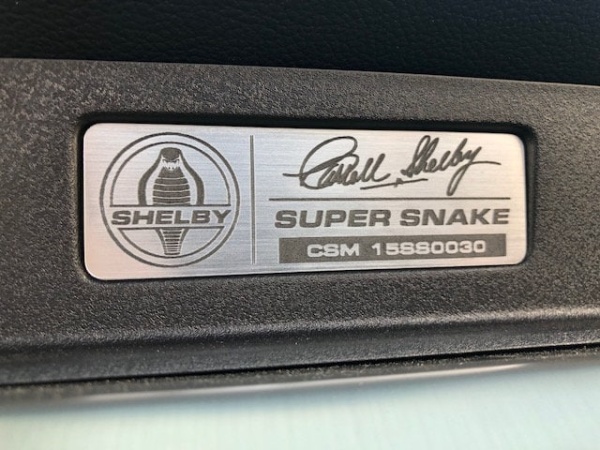 SHELBY
Carroll Shelby
SUPER SNAKE
CSM 15SS0030